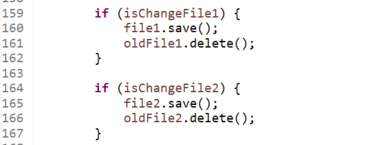 159 if (isChangeFile1) {
160 file1.save();
161 oldFile1.delete();
162 }
163
164 if (isChangeFile2) {
165 file2.save();
166 oldFile2.delete();
167 }